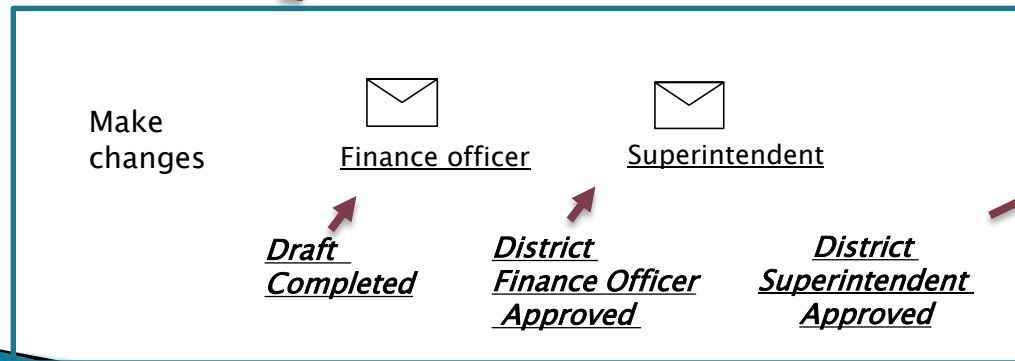 Make
changes
Finance officer
Superintendent
Draft
Completed
District
Finance Officer
Approved
District
Superintendent
Approved